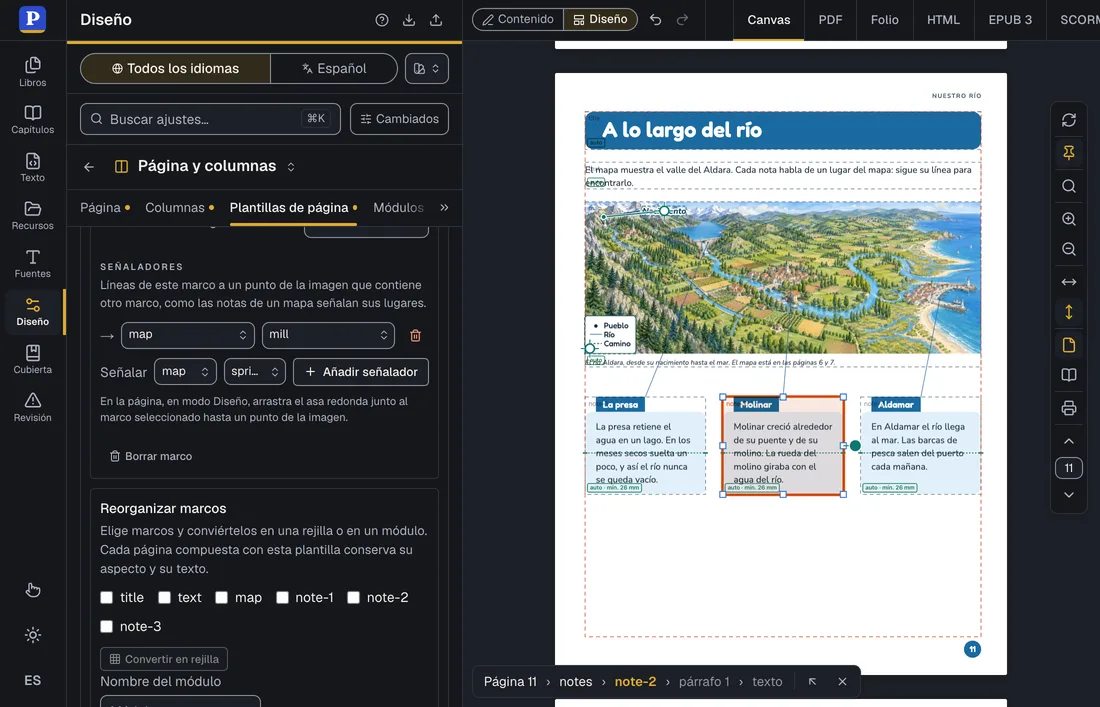 P
Diseño
Contenido
Diseño
Canvas
PDF
Folio
HTML
EPUB 3
SCORM
Libros
Capítulos
Texto
Recursos
Fuentes
Diseño
Cubierta
Revisión
ES
Todos los idiomas
Español
Buscar ajustes...
⌘K
Cambiados
Página y columnas
Página
Columnas
Plantillas de página
Módulos
SEÑALADORES
Líneas de este marco a un punto de la imagen que contiene
otro marco, como las notas de un mapa señalan sus lugares.
→ map mill
Señalar map spri... + Añadir señalador
En la página, en modo Diseño, arrastra el asa redonda junto al
marco seleccionado hasta un punto de la imagen.
Borrar marco
Reorganizar marcos
Elige marcos y conviértelos en una rejilla o en un módulo.
Cada página compuesta con esta plantilla conserva su
aspecto y su texto.
title text map note-1 note-2
note-3
Convertir en rejilla
Nombre del módulo
NUESTRO RÍO
A lo largo del río
auto
El mapa muestra el valle del Aldara. Cada nota habla de un lugar del mapa: sigue su línea para
encontrarlo.
Pueblo
Río
Camino
Aldara, desde su nacimiento hasta el mar. El mapa está en las páginas 6 y 7.
La presa
La presa retiene el
agua en un lago. En los
meses secos suelta un
poco, y así el río nunca
se queda vacío.
auto · min. 26 mm
Molinar
Molinar creció alrededor
de su puente y de su
molino. La rueda del
molino giraba con el
agua del río.
auto · min. 26 mm
Aldamar
En Aldamar el río llega
al mar. Las barcas de
pesca salen del puerto
cada mañana.
auto · min. 26 mm
11
11
Página 11 › notes › note-2 › párrafo 1 › texto